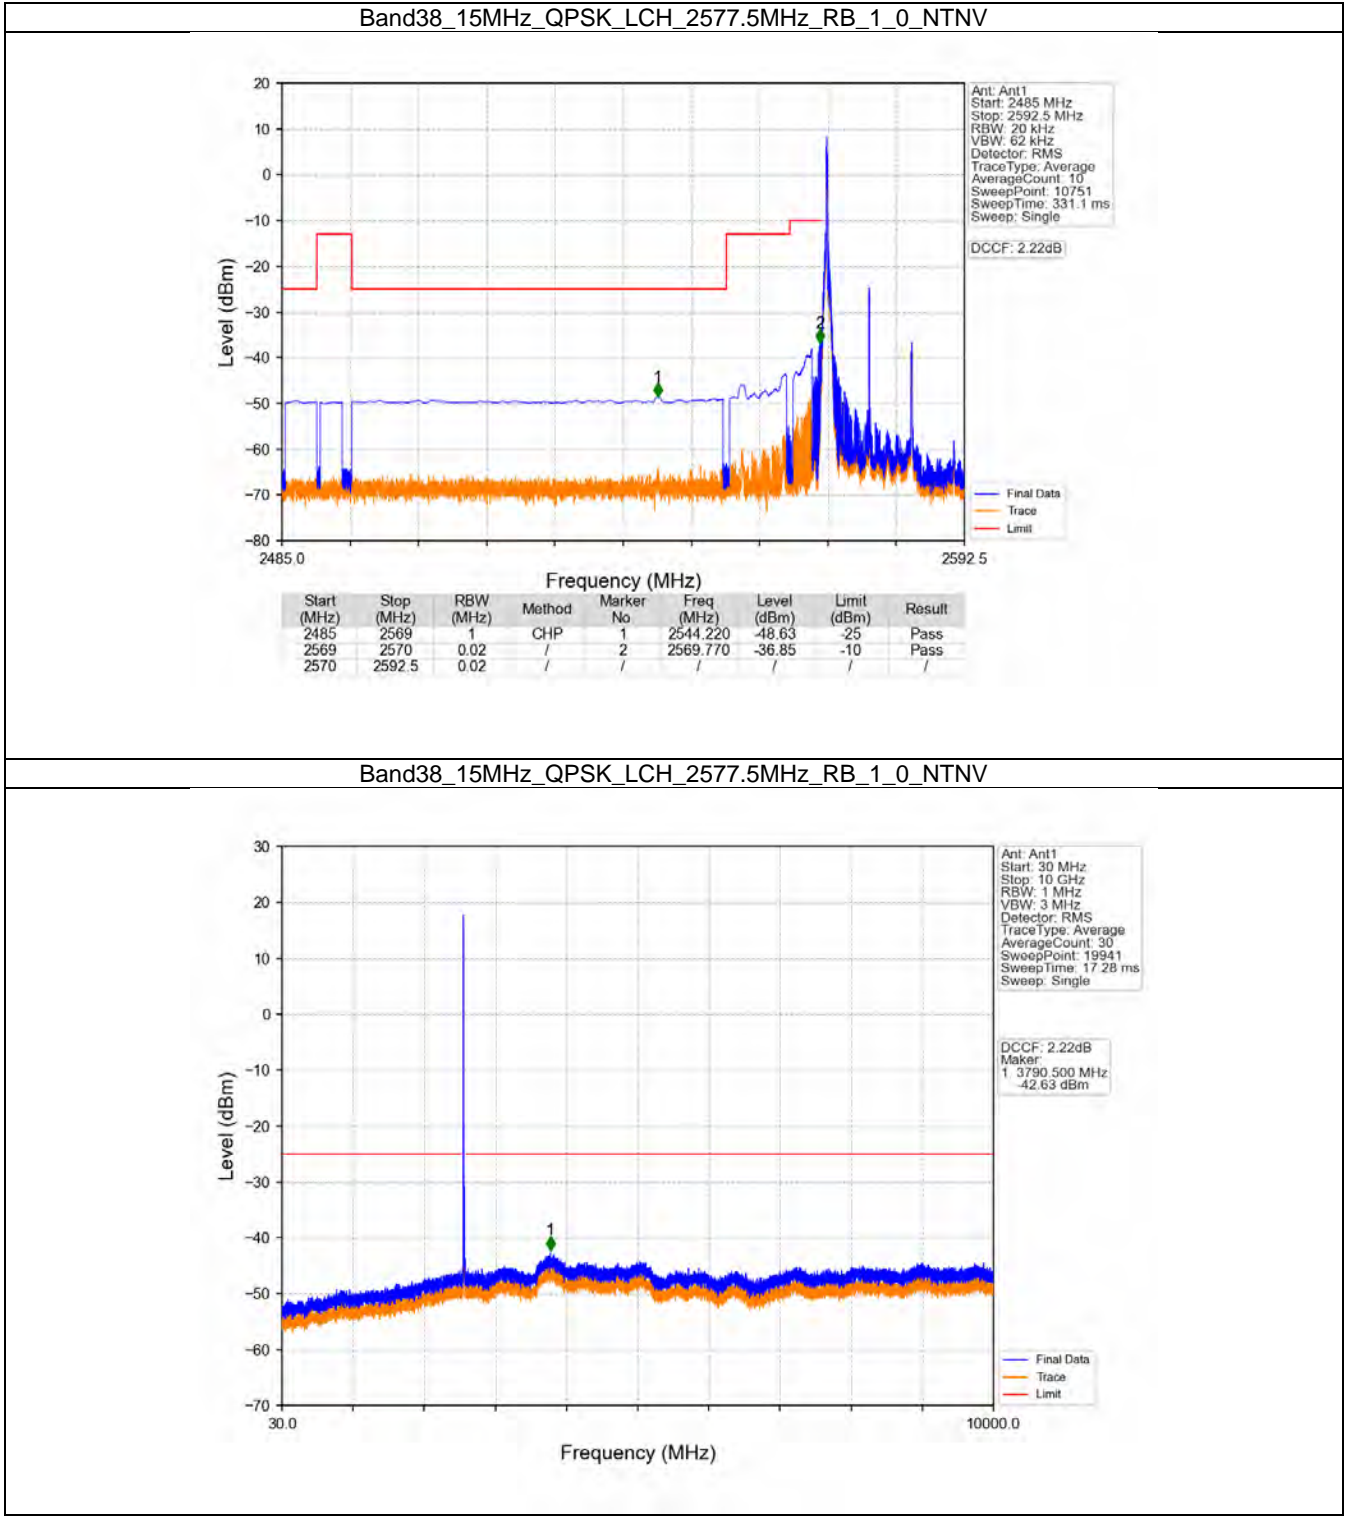 Band38_15MHz_QPSK_LCH_2577.5MHz_RB_1_0_NTNV
20
10
0
−10
−20
−30
−40
−50
−60
−70
−80
Level (dBm)
1
2
2485.0
2592.5
Frequency (MHz)
Ant: Ant1
Start: 2485 MHz
Stop: 2592.5 MHz
RBW: 20 kHz
VBW: 62 kHz
Detector: RMS
TraceType: Average
AverageCount: 10
SweepPoint: 10751
SweepTime: 331.1 ms
Sweep: Single
DCCF: 2.22dB
Final Data
Trace
Limit
Start (MHz) Stop (MHz) RBW (MHz) Method Marker No Freq (MHz) Level (dBm) Limit (dBm) Result
2485 2569 1 CHP 1 2544.220 -48.63 -25 Pass
2569 2570 0.02 / 2 2569.770 -36.85 -10 Pass
2570 2592.5 0.02 / / / / / /
Band38_15MHz_QPSK_LCH_2577.5MHz_RB_1_0_NTNV
30
20
10
0
−10
−20
−30
−40
−50
−60
−70
Level (dBm)
1
30.0
10000.0
Frequency (MHz)
Ant: Ant1
Start: 30 MHz
Stop: 10 GHz
RBW: 1 MHz
VBW: 3 MHz
Detector: RMS
TraceType: Average
AverageCount: 30
SweepPoint: 19941
SweepTime: 17.28 ms
Sweep: Single
DCCF: 2.22dB
Maker:
1 3790.500 MHz
-42.63 dBm
Final Data
Trace
Limit